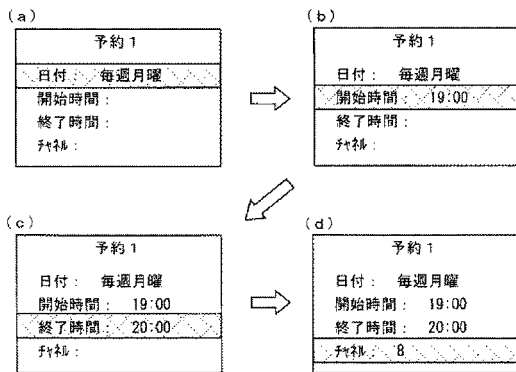 (a)
予約1
日付: 毎週月曜
開始時間:
終了時間:
ﾁｬﾈﾙ:
(b)
予約1
日付: 毎週月曜
開始時間: 19:00
終了時間:
ﾁｬﾈﾙ:
(c)
予約1
日付: 毎週月曜
開始時間: 19:00
終了時間: 20:00
ﾁｬﾈﾙ:
(d)
予約1
日付: 毎週月曜
開始時間: 19:00
終了時間: 20:00
ﾁｬﾈﾙ: 8